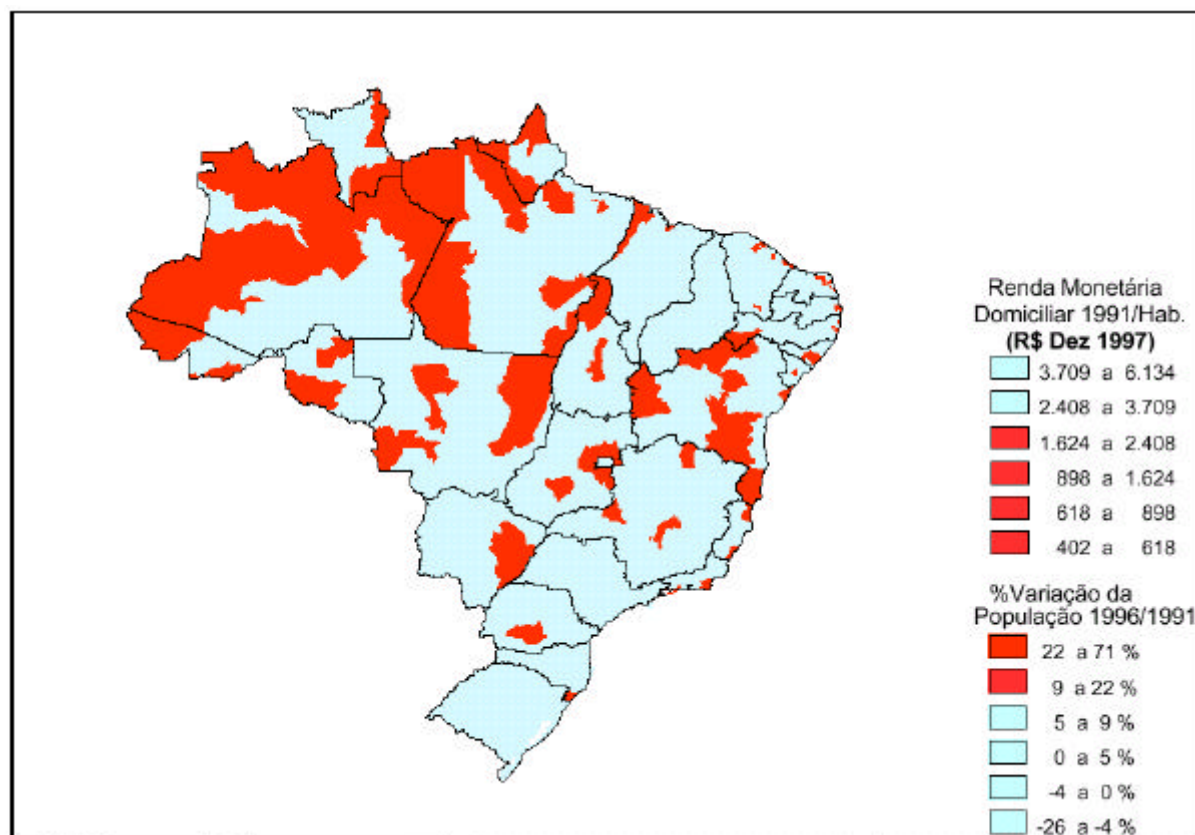 Renda Monetária
Domiciliar 1991/Hab.
(R$ Dez 1997)
3.709 a 6.134
2.408 a 3.709
1.624 a 2.408
898 a 1.624
618 a 898
402 a 618
%Variação da
População 1996/1991
22 a 71 %
9 a 22 %
5 a 9 %
0 a 5 %
-4 a 0 %
-26 a -4 %